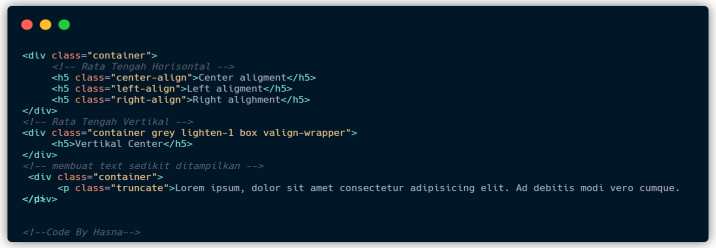 <div class="container">
<!-- Rata Tengah Horisontal -->
<h5 class="center-align">Center aligment</h5>
<h5 class="left-align">Left aligment</h5>
<h5 class="right-align">Right alighment</h5>
</div>
<!-- Rata Tengah Vertikal -->
<div class="container grey lighten-1 box valign-wrapper">
<h5>Vertikal Center</h5>
</div>
<!-- membuat text sedikit ditampilkan -->
<div class="container">
<p class="truncate">Lorem ipsum, dolor sit amet consectetur adipisicing elit. Ad debitis modi vero cumque.
<!--Code By Hasna-->